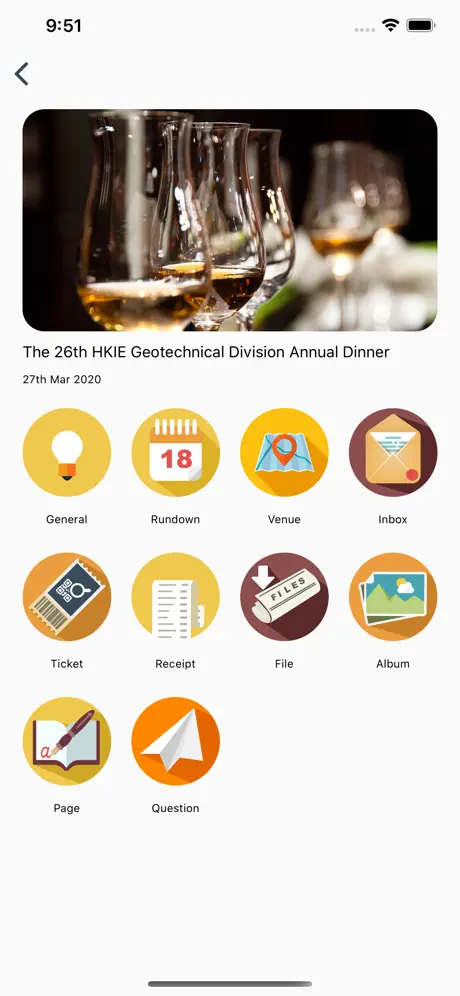 9:51
The 26th HKIE Geotechnical Division Annual Dinner
27th Mar 2020
18
General
Rundown
Venue
Inbox
FILES
Ticket
Receipt
File
Album
a
Page
Question